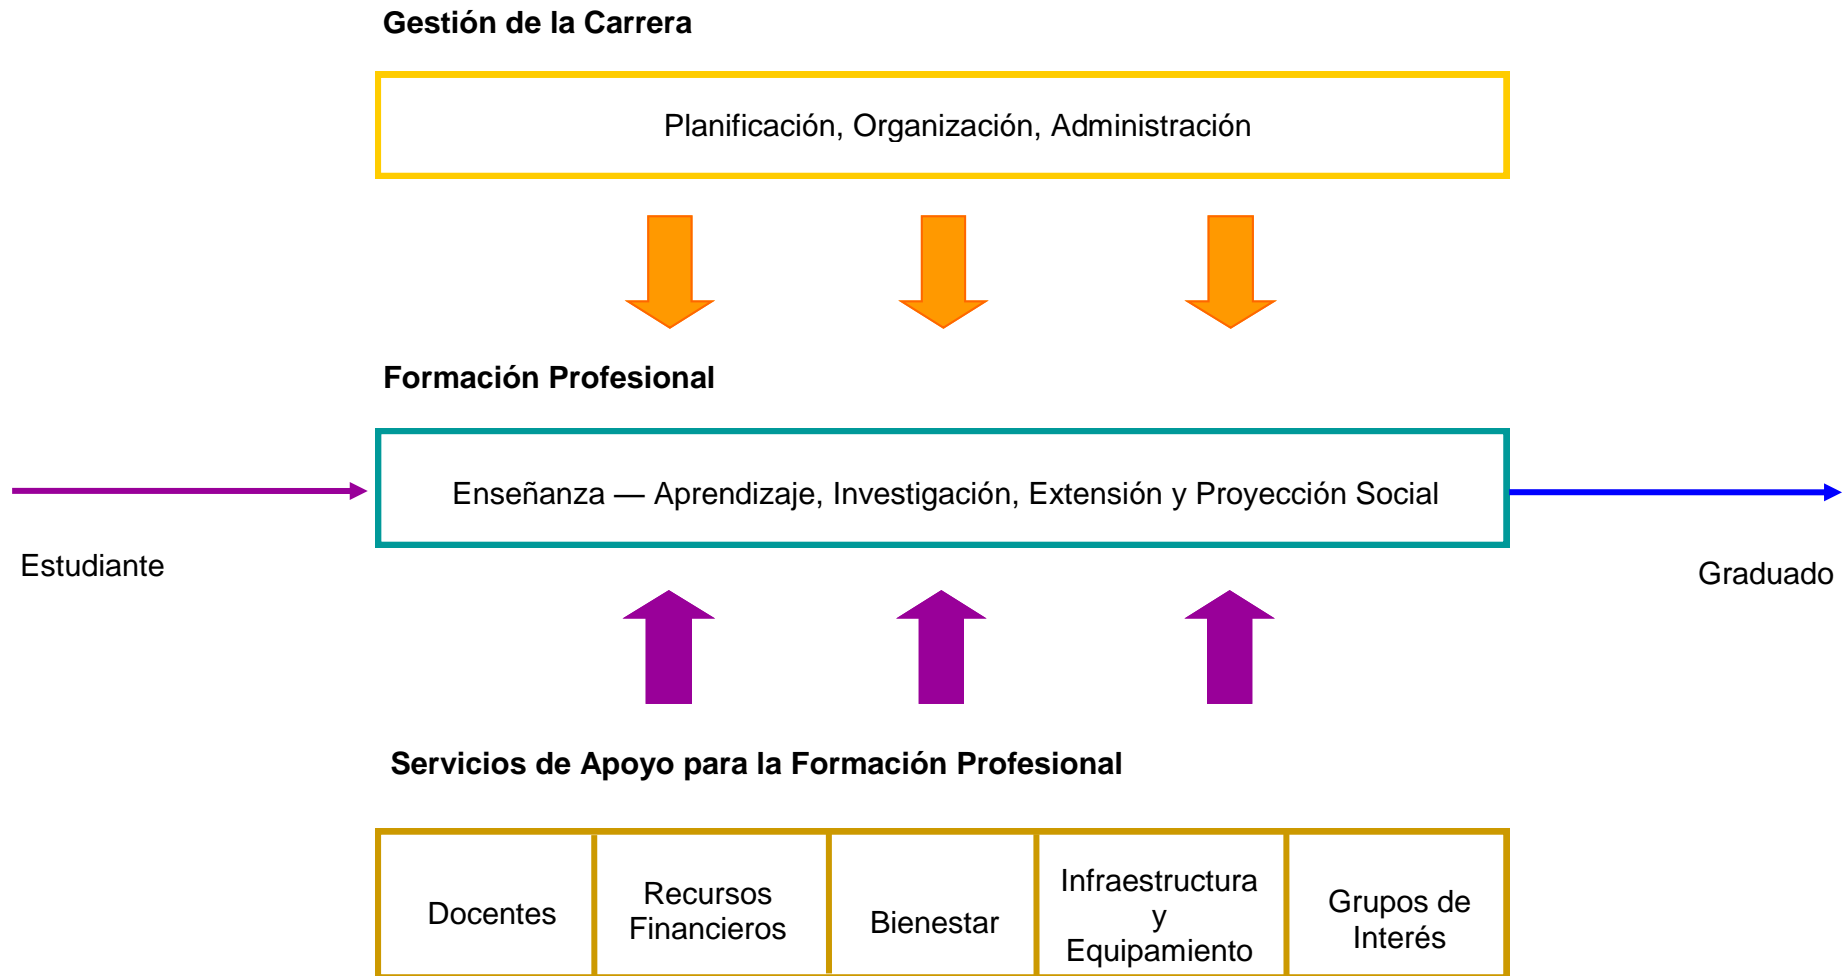 Gestión de la Carrera
Planificación, Organización, Administración
Formación Profesional
Enseñanza — Aprendizaje, Investigación, Extensión y Proyección Social
Estudiante
Graduado
Servicios de Apoyo para la Formación Profesional
Docentes
Recursos
Financieros
Bienestar
Infraestructura
y
Equipamiento
Grupos de
Interés